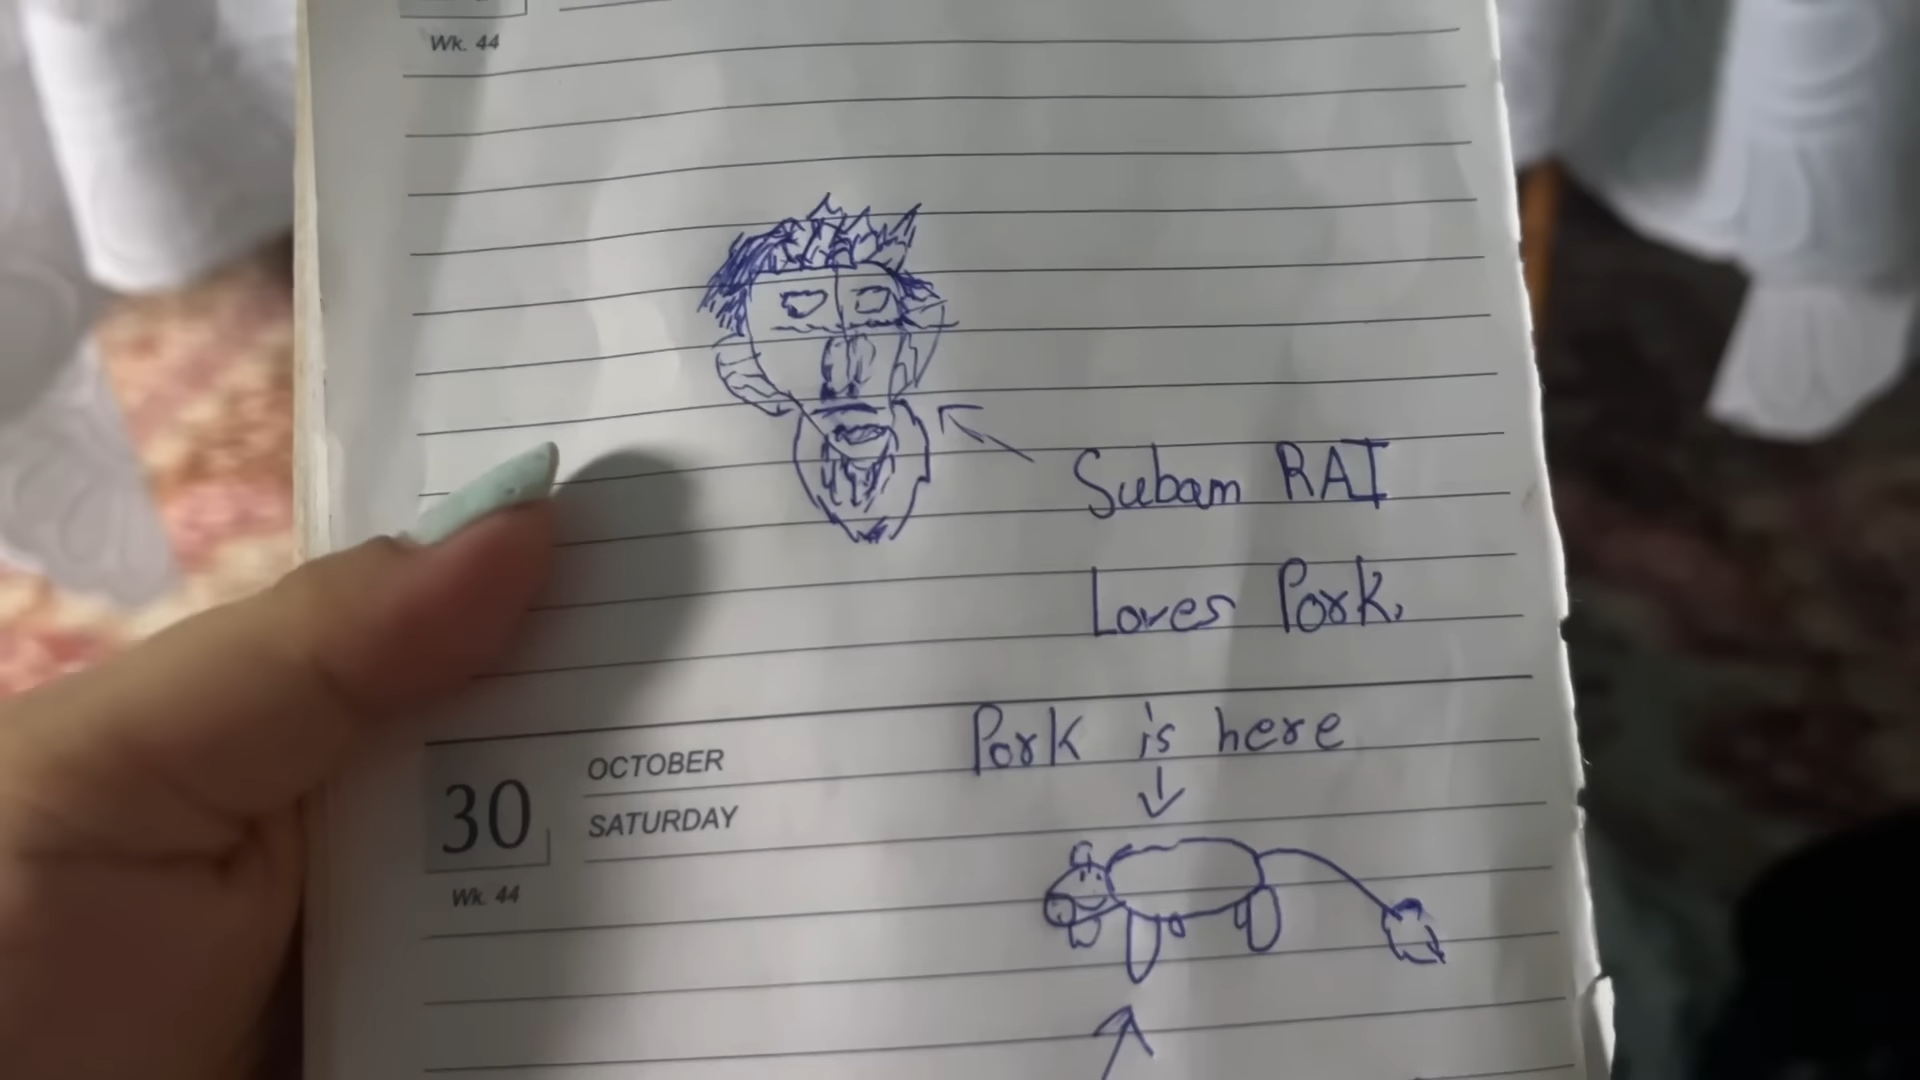 Wk. 44
Subam RAI
Loves Pork.
Pork is here
30
OCTOBER
SATURDAY
Wk. 44